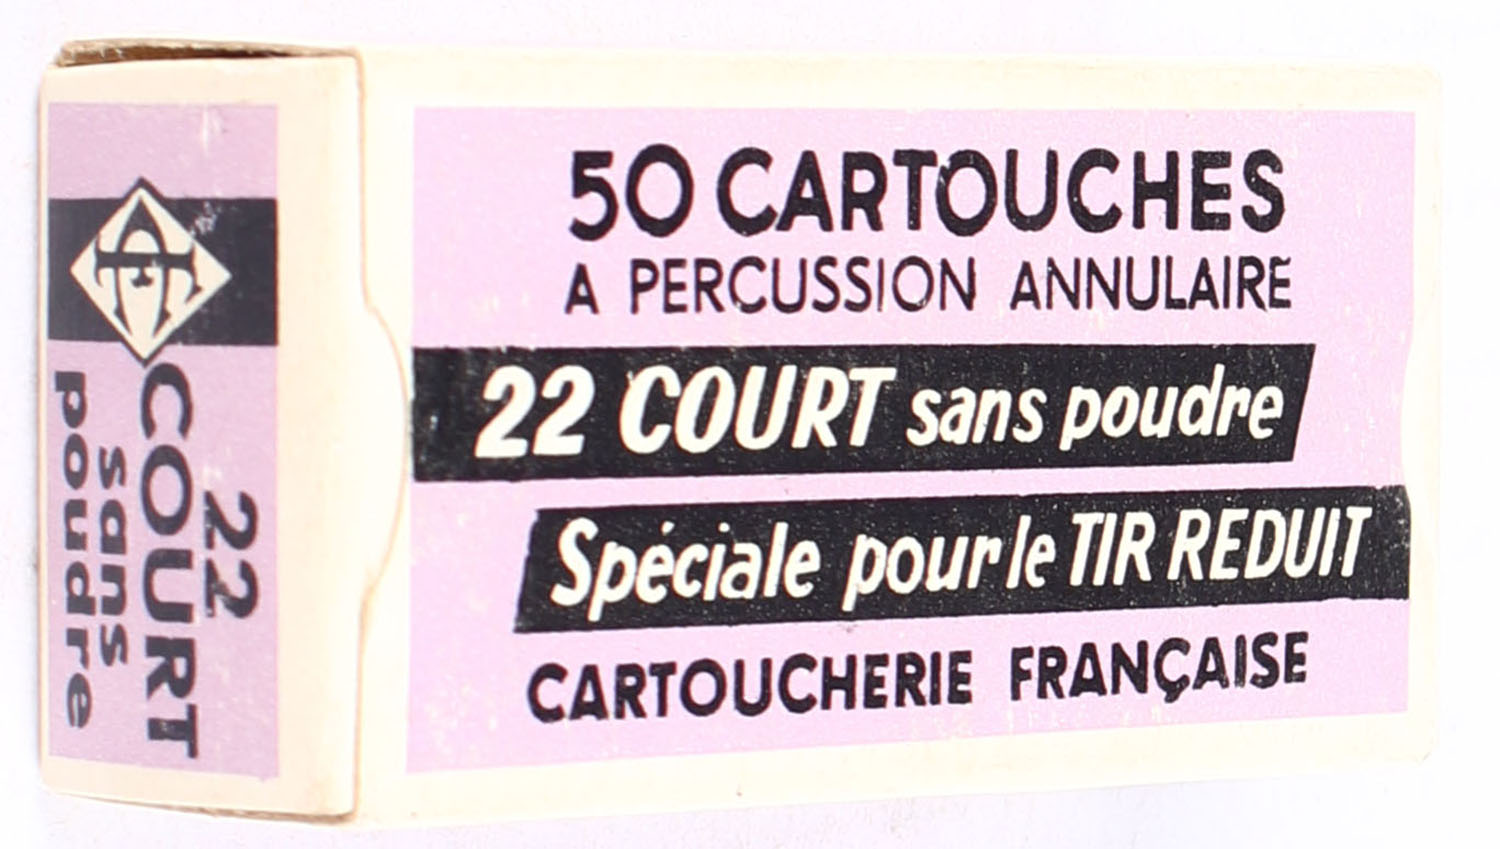 50 CARTOUCHES
A PERCUSSION ANNULAIRE
22 COURT sans poudre
Spéciale pour le TIR REDUIT
CARTOUCHERIE FRANÇAISE
22
COURT
sans
poudre